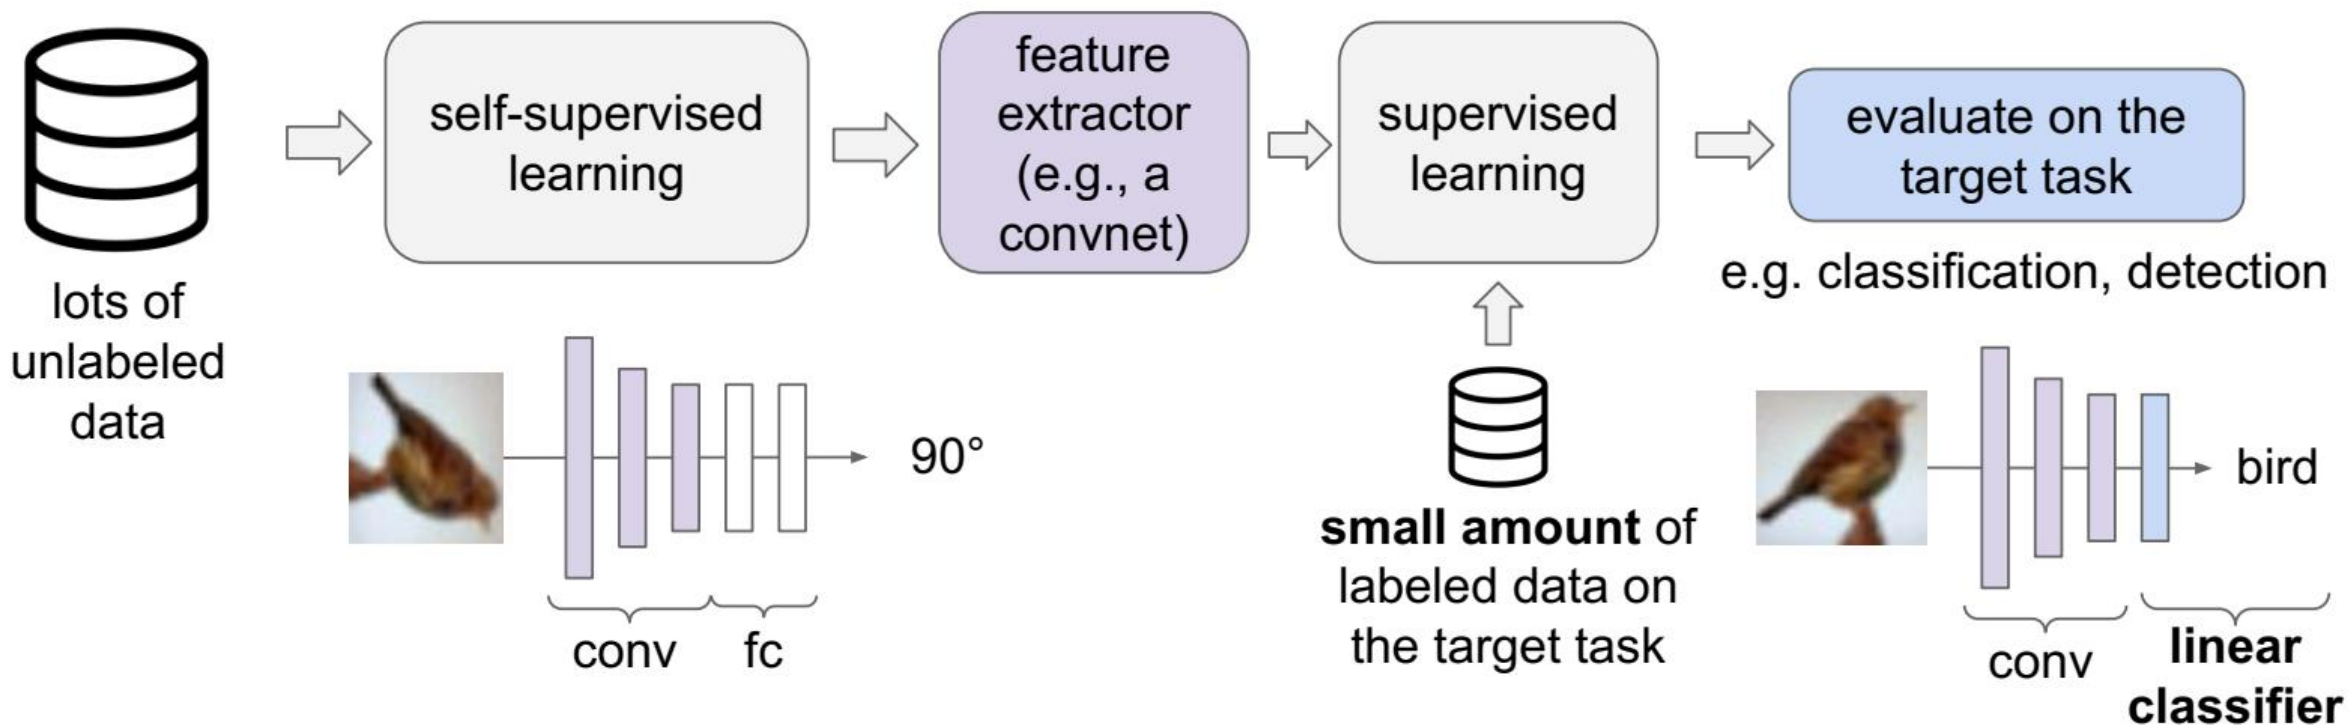 lots of
unlabeled
data
self-supervised
learning
feature
extractor
(e.g., a
convnet)
supervised
learning
evaluate on the
target task
e.g. classification, detection
90°
conv
fc
small amount of
labeled data on
the target task
bird
conv
linear
classifier